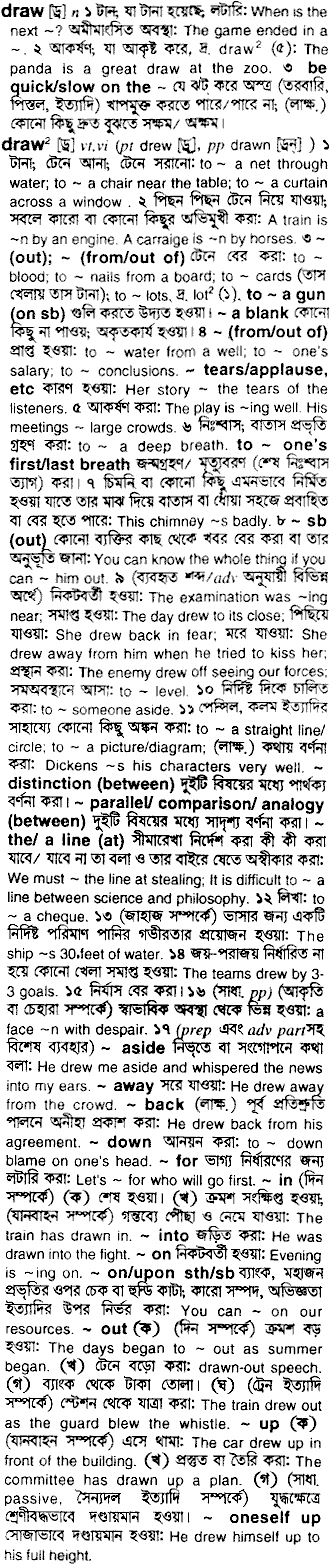 draw [ড্র] n ১ টান, যা টানা হয়েছে, লটারি: When is the
next ~? অমীমাংসিত অবস্থা: The game ended in a
~. ২ আকর্ষণ, যা আকৃষ্ট করে, দ্র. draw² (৫): The
panda is a great draw at the zoo. ৩ be
quick/slow on the ~ যে ঝট্ করে অস্ত্র (তরবারি,
পিস্তল, ইত্যাদি) খাপমুক্ত করতে পারে/পারে না; (লাক্ষ.)
কোনো কিছু দ্রুত বুঝতে সক্ষম/ অক্ষম।
draw² [ড্র] vt,vi (pt drew [ড্রূ], pp drawn [ড্রন্] ) ১
টানা; টেনে আনা; টেনে সরানো: to ~ a net through
water; to ~ a chair near the table; to ~ a curtain
across a window . ২ পিছন পিছন টেনে নিয়ে যাওয়া;
সবলে কারো বা কোনো কিছুর অভিমুখী করা: A train is
~n by an engine. A carraige is ~n by horses. ৩ ~
(out); ~ (from/out of) টেনে বের করা: to ~
blood; to ~ nails from a board; to ~ cards (তাস
খেলায় তাস টানা); to ~ lots, দ্র. lot² (১). to ~ a gun
(on sb) গুলি করতে উদ্যত হওয়া। ~ a blank কোনো
কিছু না পাওয়া; অকৃতকার্য হওয়া। ৪ ~ (from/out of)
প্রাপ্ত হওয়া: to ~ water from a well; to ~ one's
salary; to ~ conclusions. ~ tears/applause,
etc কারণ হওয়া: Her story ~ the tears of the
listeners. ৫ আকর্ষণ করা: The play is ~ing well. His
meetings ~ large crowds. ৬ নিঃশ্বাস; বাতাস প্রভৃতি
গ্রহণ করা: to ~ a deep breath. to ~ one's
first/last breath জন্মগ্রহণ/ মৃত্যুবরণ (শেষ নিঃশ্বাস
ত্যাগ) করা। ৭ চিমনি বা কোনো কিছু এমনভাবে নির্মিত
হওয়া যাতে তার মাঝ দিয়ে বাতাস বা ধোঁয়া সহজে প্রবাহিত
বা বের হতে পারে: This chimney ~s badly. ৮ ~ sb
(out) কোনো ব্যক্তির কাছ থেকে খবর বের করা বা তার
অনুভূতি জানা: You can know the whole thing if you
can ~ him out. ৯ (ব্যবহৃত শব্দ/adv অনুযায়ী বিভিন্ন
অর্থে) নিকটবর্তী হওয়া: The examination was ~ing
near; সমাপ্ত হওয়া: The day drew to its close; পিছিয়ে
যাওয়া: She drew back in fear; মরে যাওয়া: She
drew away from him when he tried to kiss her;
প্রস্থান করা: The enemy drew off seeing our forces;
সমঅবস্থানে আসা: to ~ level. ১০ নির্দিষ্ট দিকে চালিত
করা: to ~ someone aside. ১১ পেন্সিল, কলম ইত্যাদির
সাহায্যে কোনো কিছু অঙ্কন করা: to ~ a straight line/
circle; to ~ a picture/diagram; (লাক্ষ.) কথায় বর্ণনা
করা: Dickens ~s his characters very well. ~
distinction (between) দুইটি বিষয়ের মধ্যে পার্থক্য
বর্ণনা করা। ~ parallel/ comparison/ analogy
(between) দুইটি বিষয়ের মধ্যে সাদৃশ্য বর্ণনা করা। ~
the/ a line (at) সীমারেখা নির্দেশ করা কী কী করা
যাবে/ যাবে না তা বলা ও তার বাইরে যেতে অস্বীকার করা:
We must ~ the line at stealing; It is difficult to ~ a
line between science and philosophy. ১২ লিখা: to
~ a cheque. ১৩ (জাহাজ সম্পর্কে) ভাসার জন্য একটি
নির্দিষ্ট পরিমাণ পানির গভীরতার প্রয়োজন হওয়া: The
ship ~s 30 feet of water. ১৪ জয়-পরাজয় নির্ধারিত না
হয়ে কোনো খেলা সমাপ্ত হওয়া: The teams drew by 3-
3 goals. ১৫ নির্যাস বের করা। ১৬ (সাধা. pp) (আকৃতি
বা চেহারা সম্পর্কে) স্বাভাবিক অবস্থা থেকে ভিন্ন হওয়া: a
face ~n with despair. ১৭ (prep এবং adv partসহ
বিশেষ ব্যবহার) ~ aside নিভৃতে বা সংগোপনে কথা
বলা: He drew me aside and whispered the news
into my ears. ~ away সরে যাওয়া: He drew away
from the crowd. ~ back (লাক্ষ.) পূর্ব প্রতিশ্রুতি
পালনে অনীহা প্রকাশ করা: He drew back from his
agreement. ~ down আনয়ন করা: to ~ down
blame on one's head. ~ for ভাগ্য নির্ধারণের জন্য
লটারি করা: Let's ~ for who will go first. ~ in (দিন
সম্পর্কে) (ক) শেষ হওয়া। (খ) ক্রমশ সংক্ষিপ্ত হওয়া;
(যানবাহন সম্পর্কে) গন্তব্যে পৌঁছা ও নেমে যাওয়া: The
train has drawn in. ~ into জড়িত করা: He was
drawn into the fight. ~ on নিকটবর্তী হওয়া: Evening
is ~ing on. ~ on/upon sth/sb ব্যাংক, মহাজন
প্রভৃতির ওপর চেক বা হুন্ডি কাটা; কারো সম্পদ, অভিজ্ঞতা
ইত্যাদির উপর নির্ভর করা: You can ~ on our
resources. ~ out (ক) (দিন সম্পর্কে) ক্রমশ বড়
হওয়া: The days began to ~ out as summer
began. (খ) টেনে বড়ো করা: drawn-out speech.
(গ) ব্যাংক থেকে টাকা তোলা। (ঘ) (ট্রেন ইত্যাদি
সম্পর্কে) স্টেশন থেকে যাত্রা করা: The train drew out
as the guard blew the whistle. ~ up (ক)
(যানবাহন সম্পর্কে) এসে থামা: The car drew up in
front of the building. (খ) প্রস্তুত বা তৈরি করা: The
committee has drawn up a plan. (গ) (সাধা.
passive, সৈন্যদল ইত্যাদি সম্পর্কে) যুদ্ধক্ষেত্রে
শ্রেণীবদ্ধভাবে দণ্ডায়মান হওয়া। ~ oneself up
সোজাভাবে দণ্ডায়মান হওয়া: He drew himself up to
his full height.